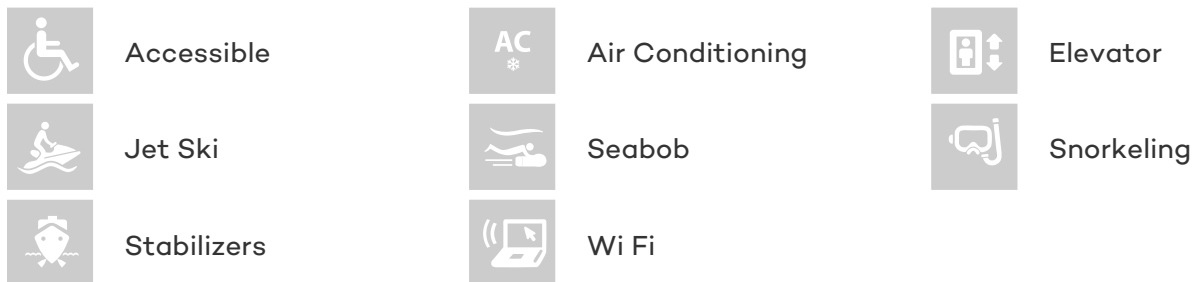 Accessible
AC
Air Conditioning
Elevator
Jet Ski
Seabob
Snorkeling
Stabilizers
Wi Fi